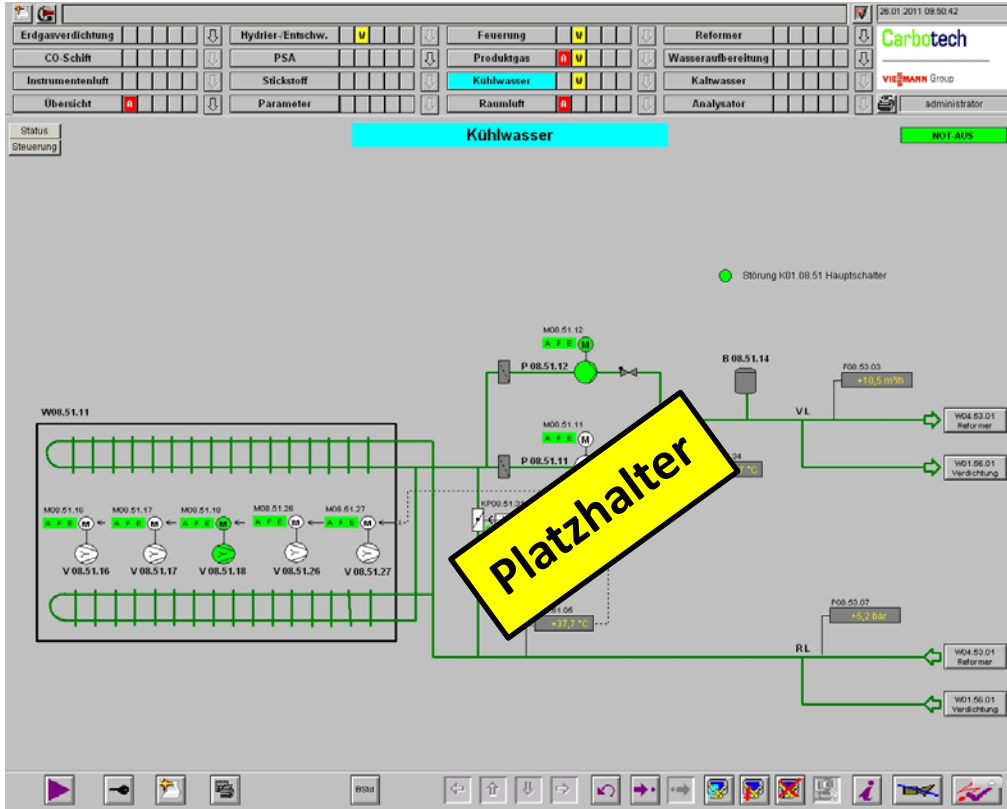 26.01.2011 09:50:42
Erdgasverdichtung
Hydrier-/Entschw. W
Feuerung W
Reformer
CO-Schift
PSA
Produktgas A W
Wasseraufbereitung
Instrumentenluft
Stickstoff
Kühlwasser W
Kaltwasser
Übersicht A
Parameter
Raumluft A
Analysator
Carbotech
VIESMANN Group
administrator
Status
Steuerung
Kühlwasser
NOT-AUS
Störung K01.08.51 Hauptschalter
M08.51.12
A F E M
P 08.51.12
B 08.51.14
F08.53.03
+10,5 m³/h
W08.51.11
VL
W04.53.01
Reformer
M08.51.11
A F E M
P 08.51.11
W01.56.01
Verdichtung
Platzhalter
M08.51.16
M08.51.17
M08.51.18
M08.51.26
M08.51.27
A F E M
A F E M
A F E M
A F E M
A F E M
V 08.51.16
V 08.51.17
V 08.51.18
V 08.51.26
V 08.51.27
+37,7 °C
P08.53.07
+5,2 bar
RL
W04.53.01
Reformer
W01.56.01
Verdichtung
BStd